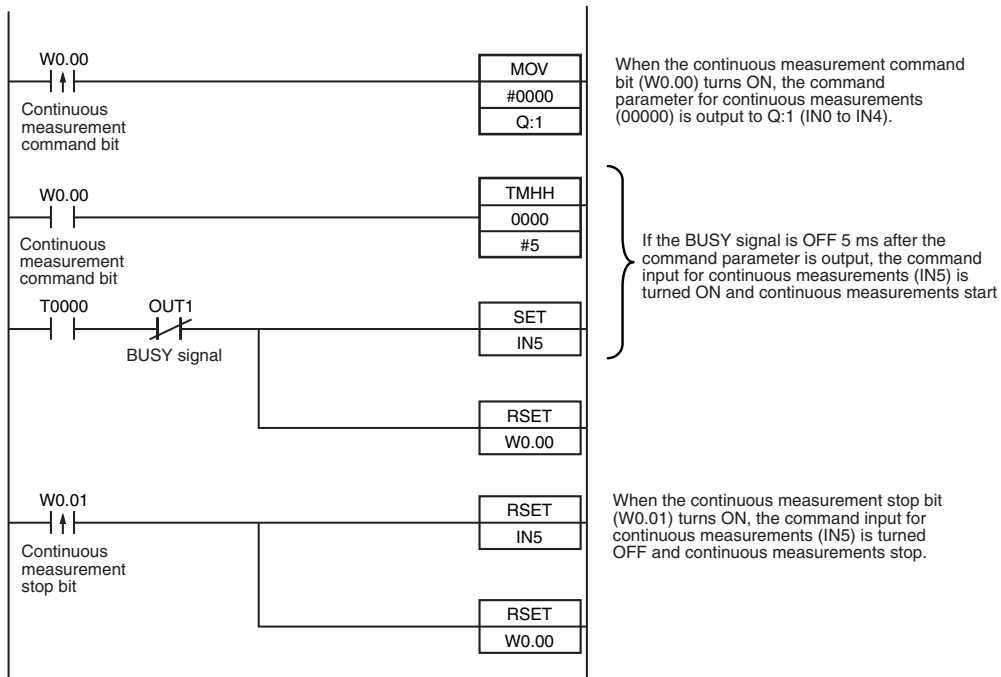 W0.00
Continuous
measurement
command bit
MOV
#0000
Q:1
When the continuous measurement command
bit (W0.00) turns ON, the command
parameter for continuous measurements
(00000) is output to Q:1 (IN0 to IN4).
W0.00
Continuous
measurement
command bit
TMHH
0000
#5
If the BUSY signal is OFF 5 ms after the
command parameter is output, the command
input for continuous measurements (IN5) is
turned ON and continuous measurements start
T0000
OUT1
BUSY signal
SET
IN5
RSET
W0.00
W0.01
Continuous
measurement
stop bit
RSET
IN5
When the continuous measurement stop bit
(W0.01) turns ON, the command input for
continuous measurements (IN5) is turned
OFF and continuous measurements stop.
RSET
W0.00